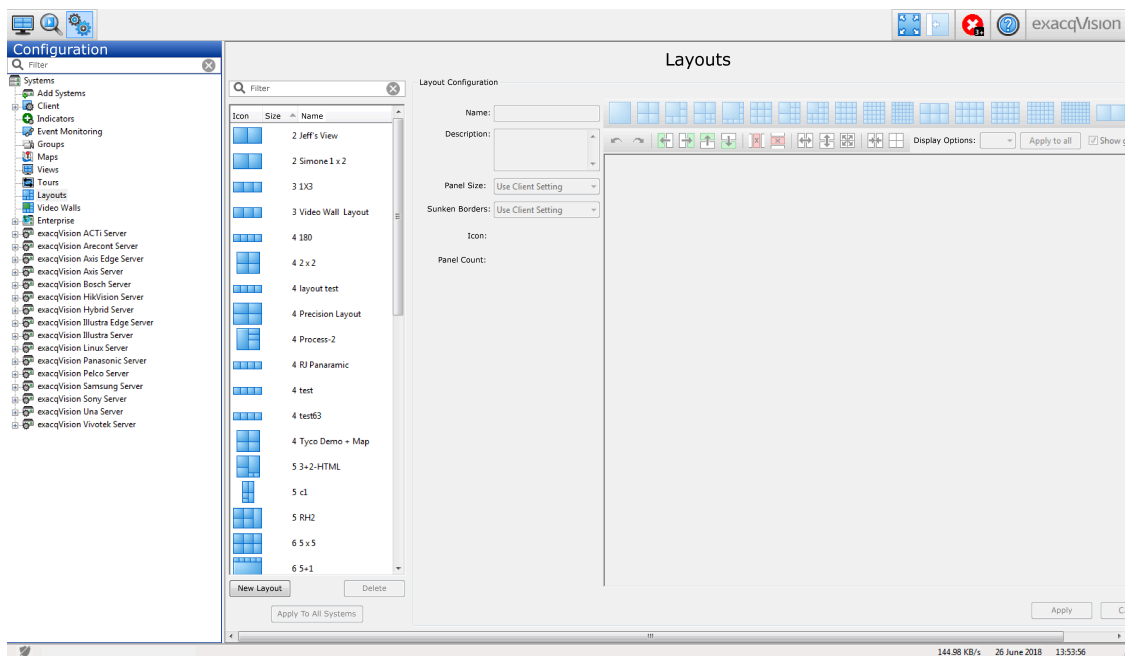 exacqVision
Configuration
Filter
Systems
Add Systems
Client
Indicators
Event Monitoring
Groups
Maps
Views
Tours
Layouts
Video Walls
Enterprise
exacqVision ACTi Server
exacqVision Arecont Server
exacqVision Axis Edge Server
exacqVision Axis Server
exacqVision Bosch Server
exacqVision HikVision Server
exacqVision Hybrid Server
exacqVision Illustra Edge Server
exacqVision Illustra Server
exacqVision Linux Server
exacqVision Panasonic Server
exacqVision Pelco Server
exacqVision Samsung Server
exacqVision Sony Server
exacqVision Una Server
exacqVision Vivotek Server
Layouts
Filter
Icon Size Name
2 Jeff's View
2 Simone 1 x 2
3 1X3
3 Video Wall Layout
4 180
4 2 x 2
4 layout test
4 Precision Layout
4 Process-2
4 RJ Panaramic
4 test
4 test63
4 Tyco Demo + Map
5 3+2-HTML
5 c1
5 RH2
6 5 x 5
6 5+1
New Layout Delete
Apply To All Systems
Layout Configuration
Name:
Description:
Panel Size: Use Client Setting
Sunken Borders: Use Client Setting
Icon:
Panel Count:
Display Options: Apply to all Show g
Apply C
144.98 KB/s 26 June 2018 13:53:56